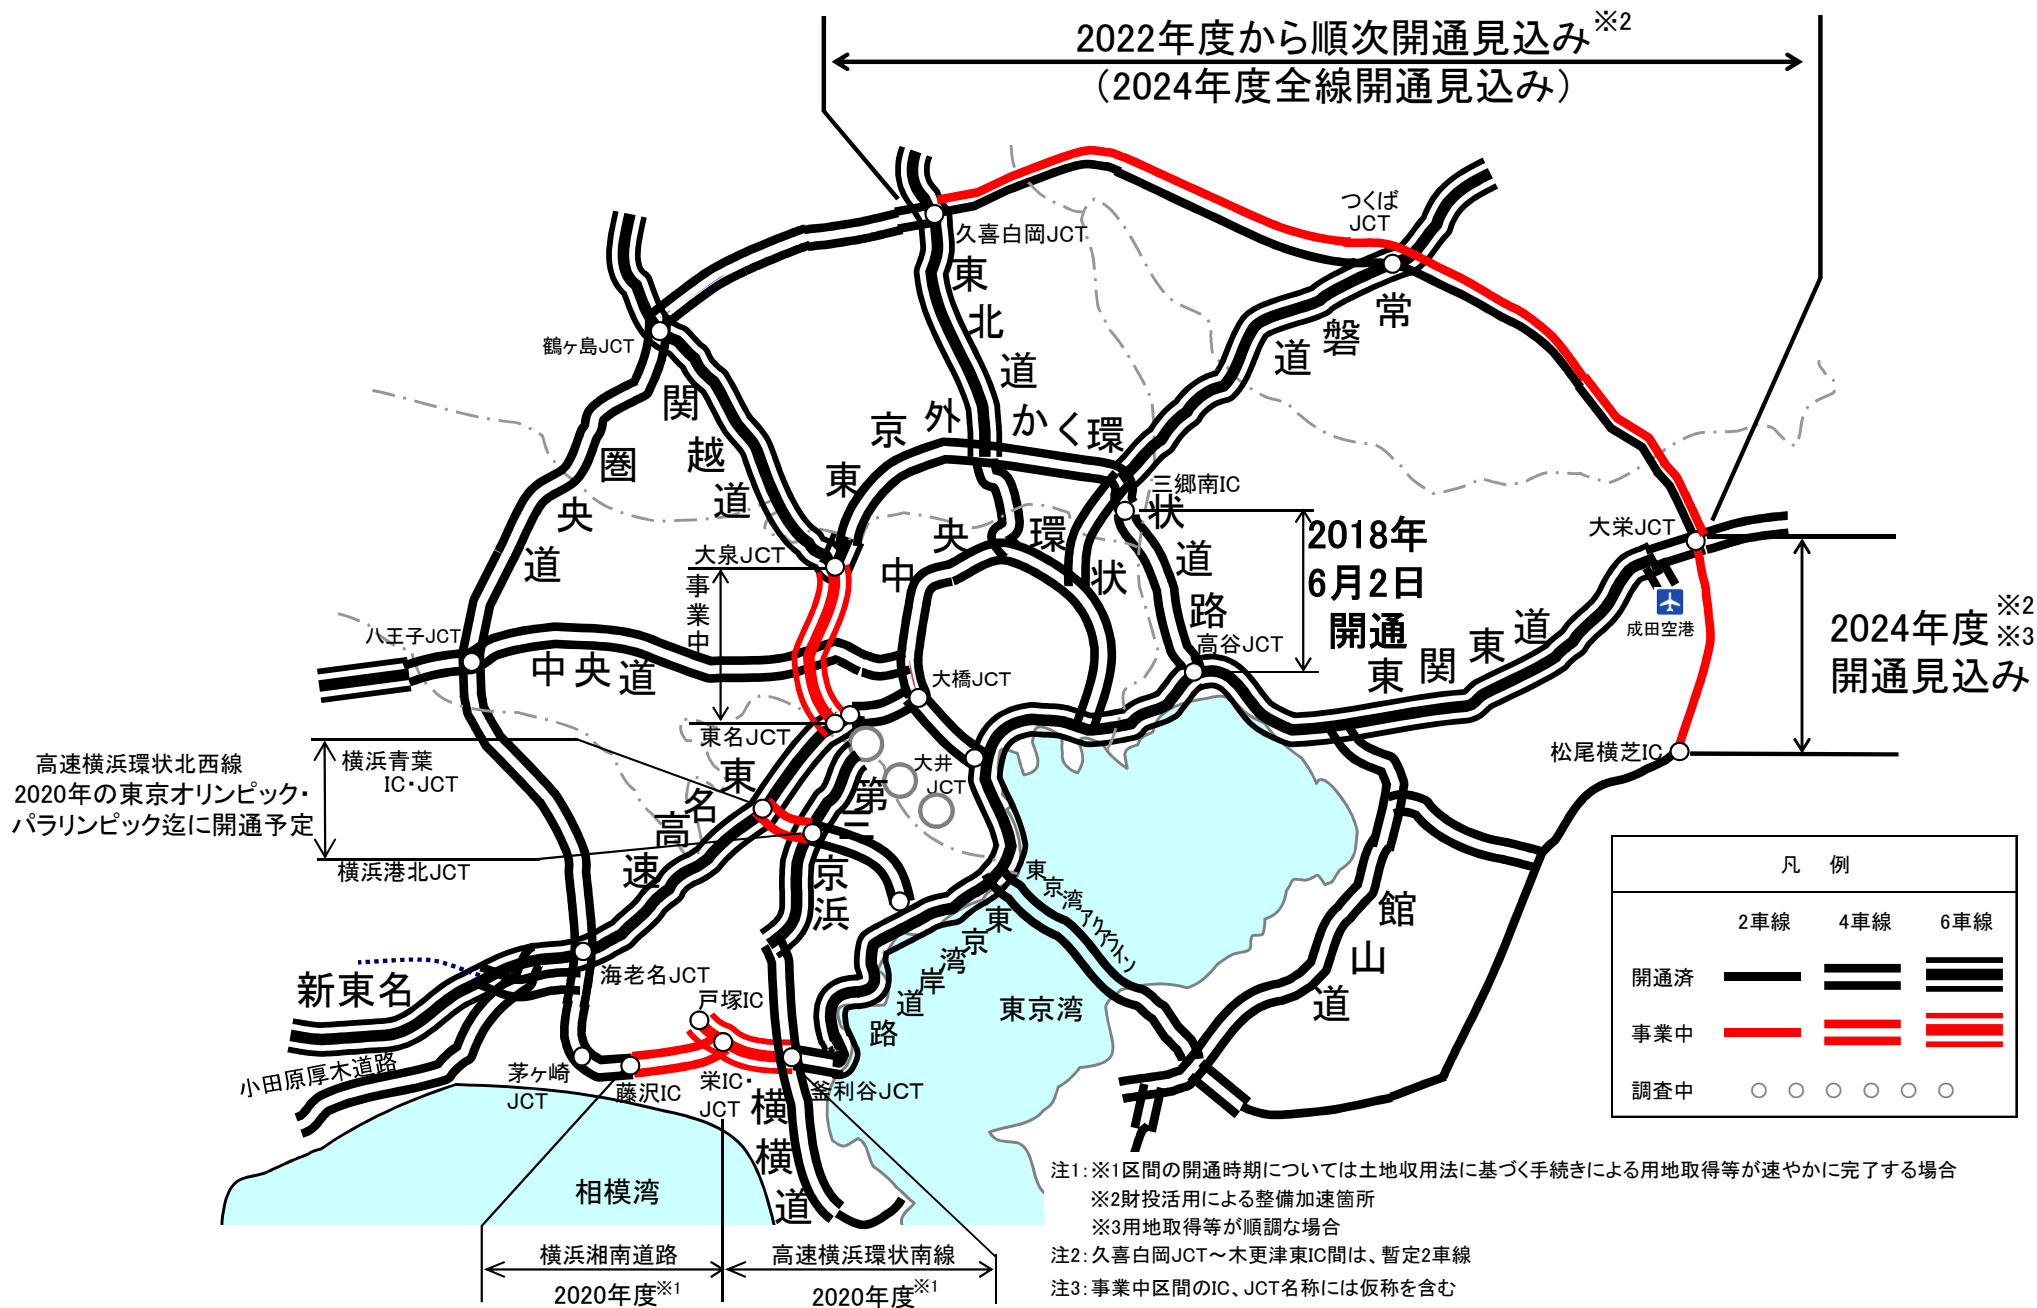 2022年度から順次開通見込み※2
（2024年度全線開通見込み）
つくば
JCT
久喜白岡JCT
東北道
常磐道
鶴ヶ島JCT
関越道
東京外かく環状道路
圏央道
三郷南IC
2018年
6月2日
開通
大泉JCT
事業中
中央環状
大栄JCT
成田空港
2024年度※2
※3
開通見込み
八王子JCT
中央道
高谷JCT
東関東道
大橋JCT
東名JCT
松尾横芝IC
高速横浜環状北西線
2020年の東京オリンピック・
パラリンピック迄に開通予定
横浜青葉
IC・JCT
横浜港北JCT
大井
JCT
東名高速
第三京浜
東京湾アクアライン
東京湾岸道路
館山道
東京湾
新東名
海老名JCT
戸塚IC
小田原厚木道路
茅ヶ崎
JCT
藤沢IC
栄IC・
JCT
釜利谷JCT
横横道
相模湾
横浜湘南道路
2020年度※1
高速横浜環状南線
2020年度※1
凡 例
2車線 4車線 6車線
開通済
事業中
調査中
注1：※1区間の開通時期については土地収用法に基づく手続きによる用地取得等が速やかに完了する場合
※2財投活用による整備加速箇所
※3用地取得等が順調な場合
注2：久喜白岡JCT～木更津東IC間は、暫定2車線
注3：事業中区間のIC、JCT名称には仮称を含む